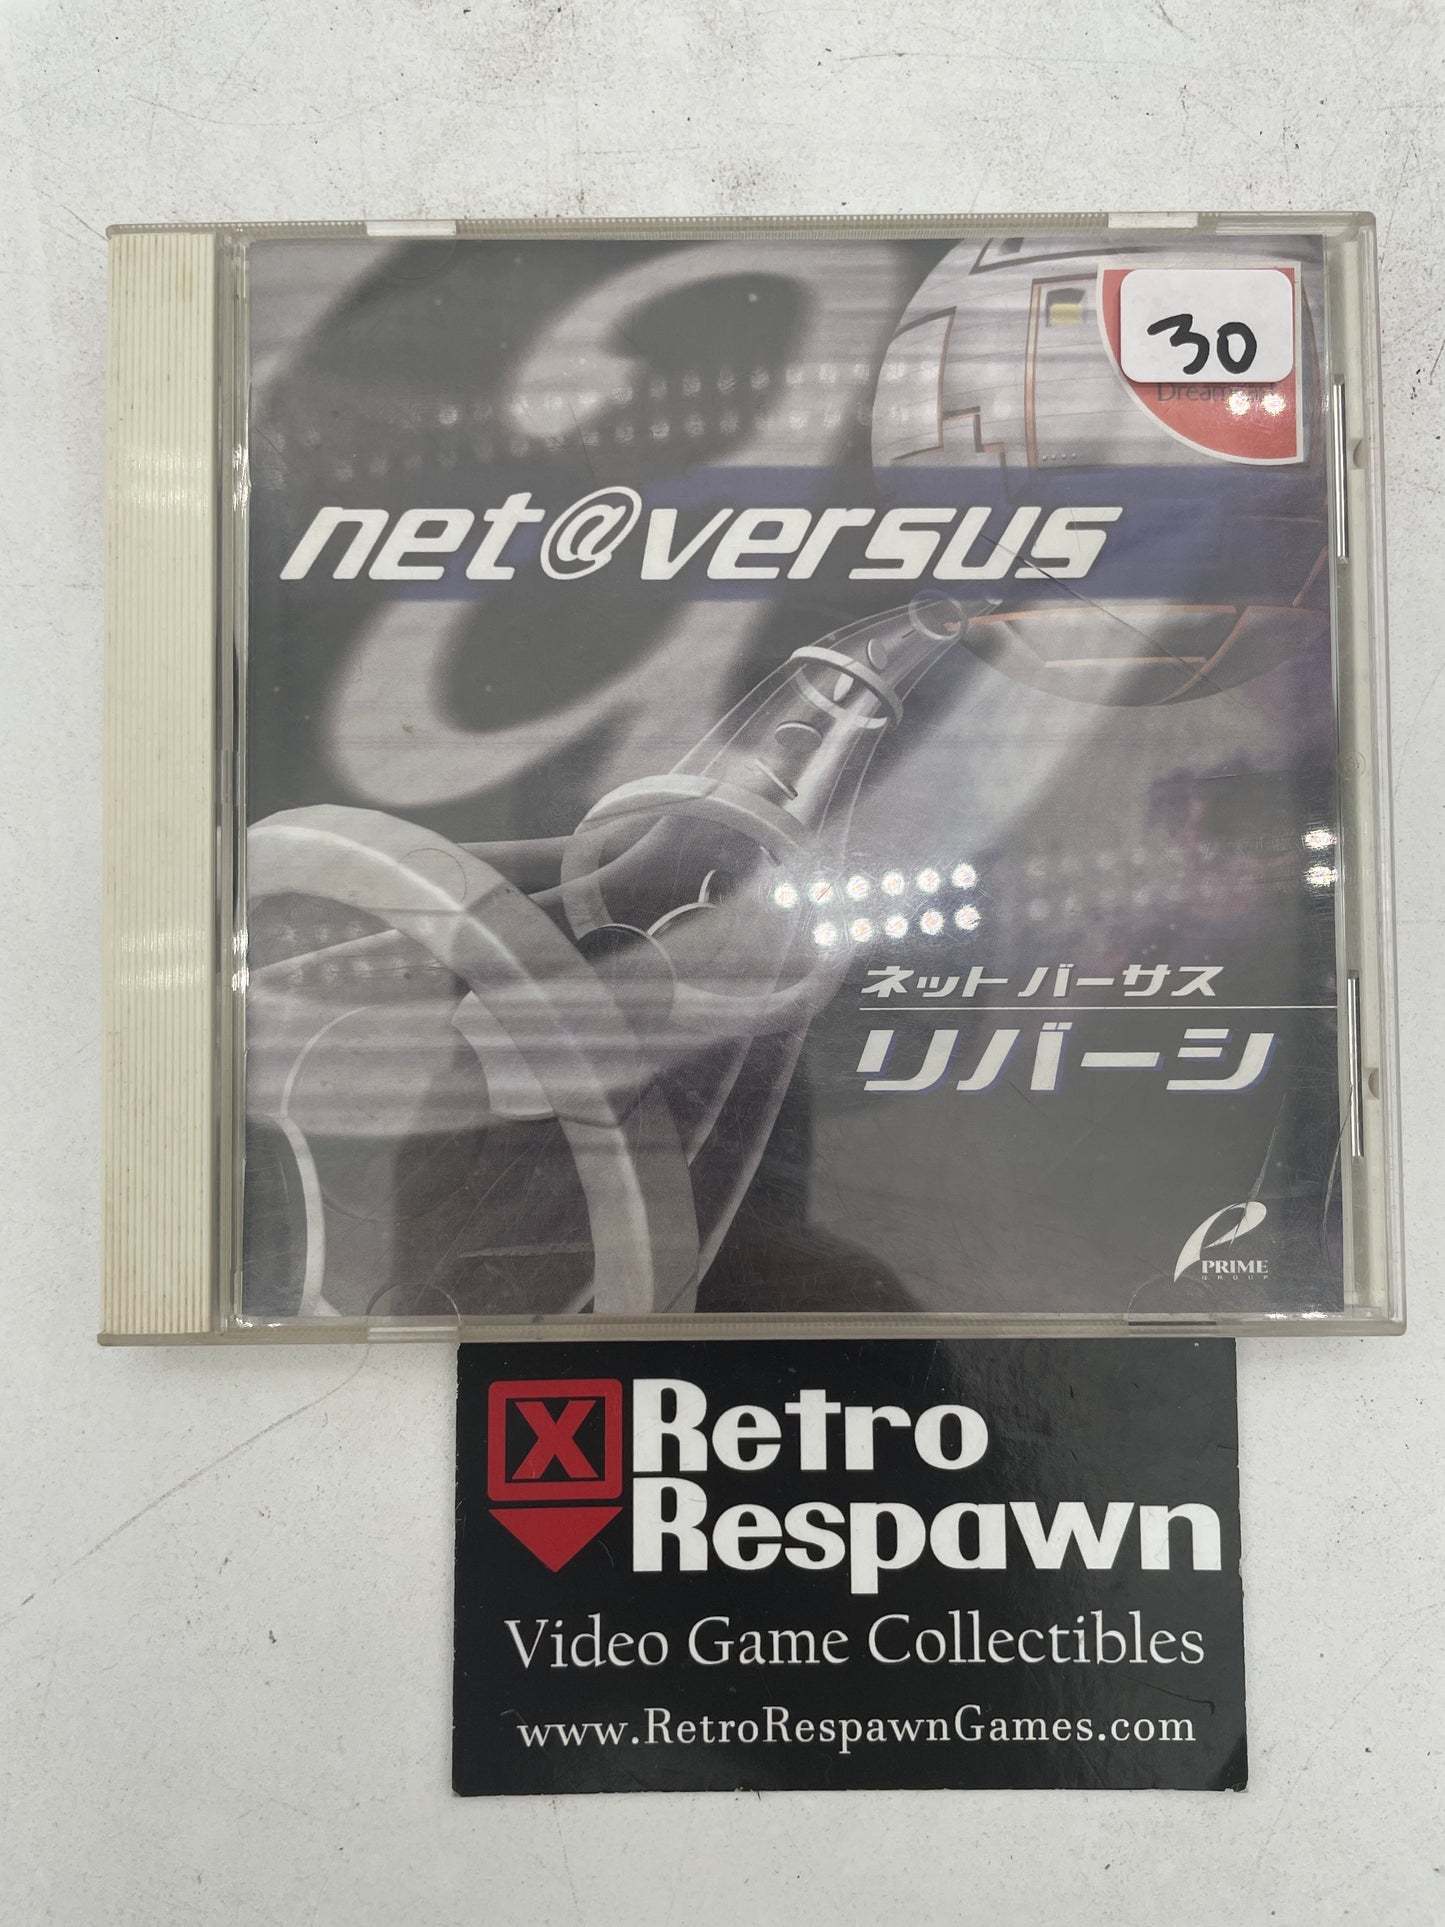 30
net@versus
ネットバーサス
リバーシ
PRIME
GROUP
X Retro
Respawn
Video Game Collectibles
www.RetroRespawnGames.com